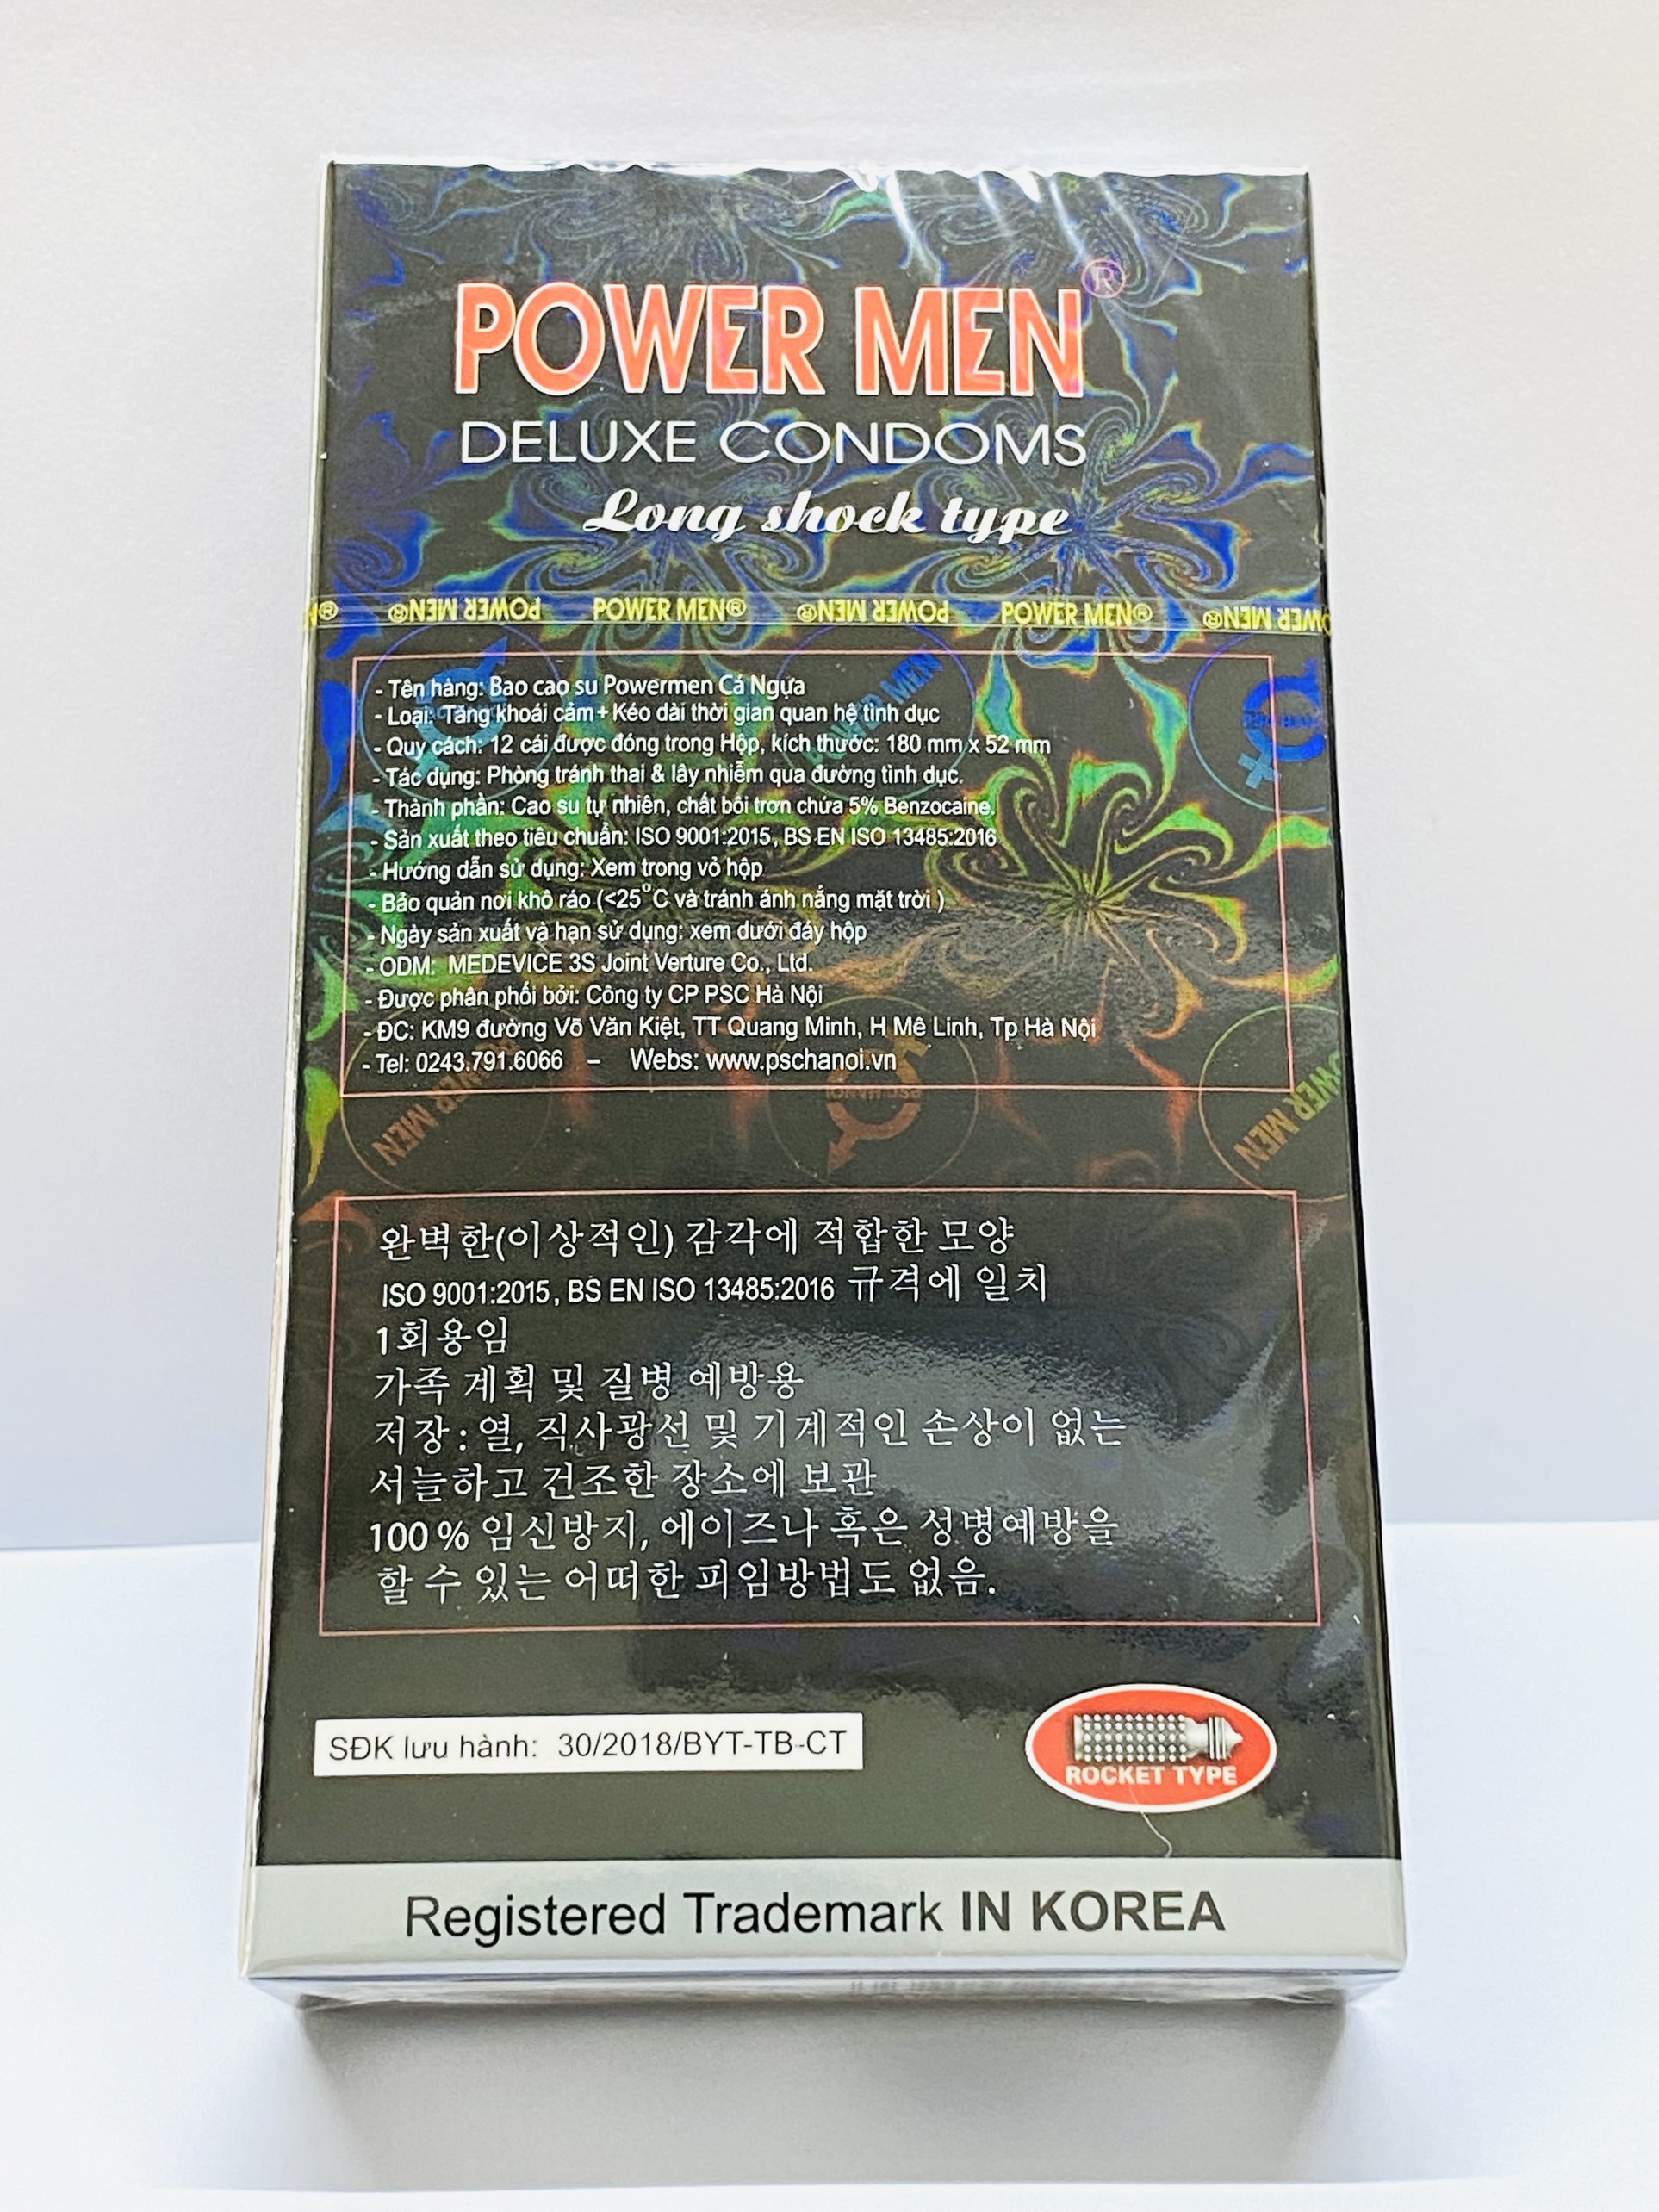 POWER MEN®
DELUXE CONDOMS
Long shock type
POWER MEN® POWER MEN® POWER MEN® POWER MEN® POWER MEN
- Tên hàng: Bao cao su Powermen Cá Ngựa
- Loại: Tăng khoái cảm + Kéo dài thời gian quan hệ tình dục
- Quy cách: 12 cái được đóng trong Hộp, kích thước: 180 mm x 52 mm
- Tác dụng: Phòng tránh thai & lây nhiễm qua đường tình dục.
- Thành phần: Cao su tự nhiên, chất bôi trơn chứa 5% Benzocaine.
- Sản xuất theo tiêu chuẩn: ISO 9001:2015, BS EN ISO 13485:2016
- Hướng dẫn sử dụng: Xem trong vỏ hộp
- Bảo quản nơi khô ráo (<25°C và tránh ánh nắng mặt trời )
- Ngày sản xuất và hạn sử dụng: xem dưới đáy hộp
- ODM: MEDEVICE 3S Joint Verture Co., Ltd.
- Được phân phối bởi: Công ty CP PSC Hà Nội
- ĐC: KM9 đường Võ Văn Kiệt, TT Quang Minh, H Mê Linh, Tp Hà Nội
- Tel: 0243.791.6066 – Webs: www.pschanoi.vn
POWER MEN
PSC HANOI
POWER MEN
완벽한(이상적인) 감각에 적합한 모양
ISO 9001:2015, BS EN ISO 13485:2016 규격에 일치
1회용임
가족 계획 및 질병 예방용
저장 : 열, 직사광선 및 기계적인 손상이 없는
서늘하고 건조한 장소에 보관
100 % 임신방지, 에이즈나 혹은 성병예방을
할 수 있는 어떠한 피임방법도 없음.
SĐK lưu hành: 30/2018/BYT-TB-CT
ROCKET TYPE
Registered Trademark IN KOREA